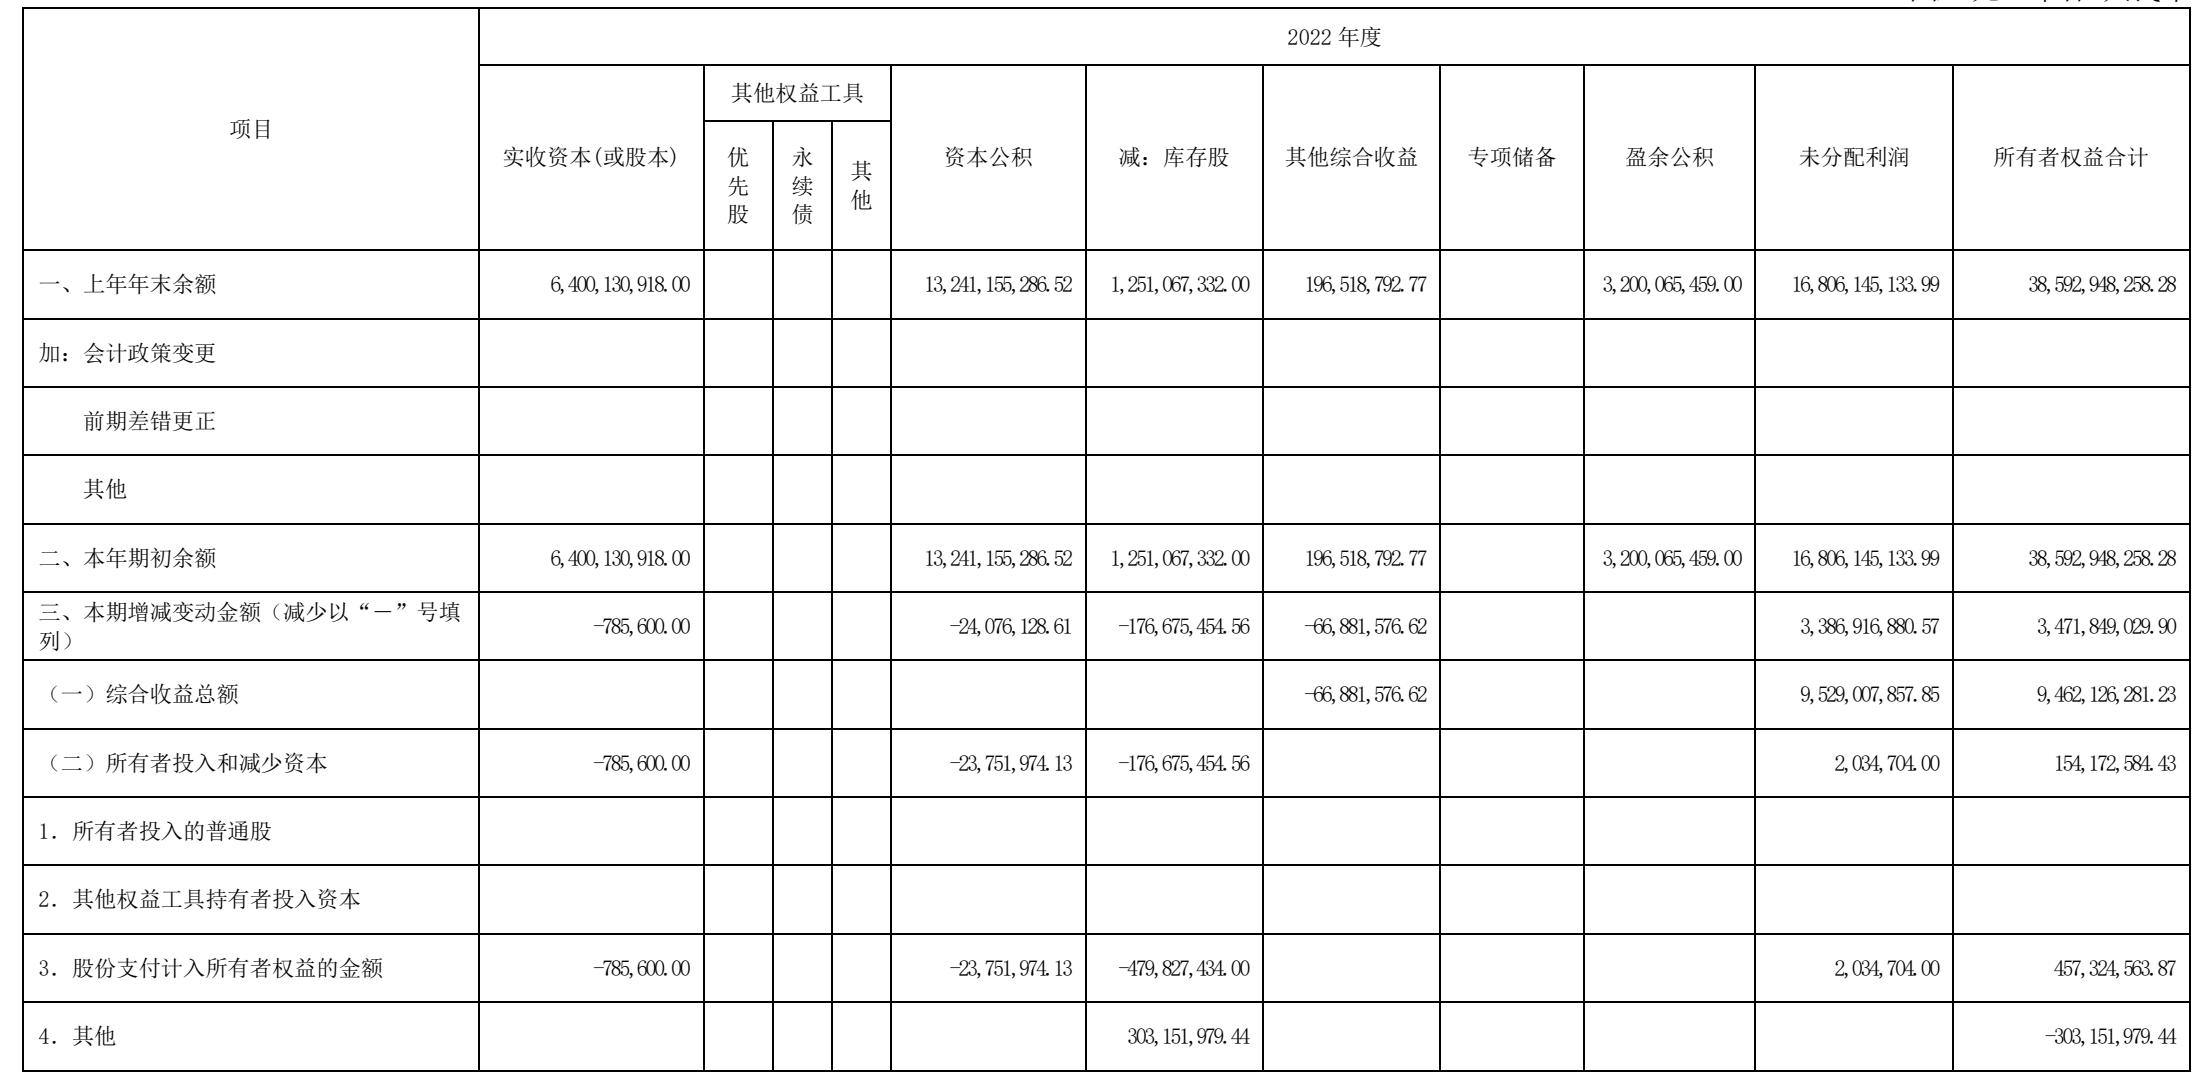 2022 年度
项目
实收资本(或股本)
其他权益工具
优先股
永续债
其他
资本公积
减：库存股
其他综合收益
专项储备
盈余公积
未分配利润
所有者权益合计
一、上年年末余额 6,400,130,918.00 13,241,155,286.52 1,251,067,332.00 196,518,792.77 3,200,065,459.00 16,806,145,133.99 38,592,948,258.28
加：会计政策变更
前期差错更正
其他
二、本年期初余额 6,400,130,918.00 13,241,155,286.52 1,251,067,332.00 196,518,792.77 3,200,065,459.00 16,806,145,133.99 38,592,948,258.28
三、本期增减变动金额（减少以“－”号填
列） -785,600.00 -24,076,128.61 -176,675,454.56 -66,881,576.62 3,386,916,880.57 3,471,849,029.90
（一）综合收益总额 -66,881,576.62 9,529,007,857.85 9,462,126,281.23
（二）所有者投入和减少资本 -785,600.00 -23,751,974.13 -176,675,454.56 2,034,704.00 154,172,584.43
1．所有者投入的普通股
2．其他权益工具持有者投入资本
3．股份支付计入所有者权益的金额 -785,600.00 -23,751,974.13 -479,827,434.00 2,034,704.00 457,324,563.87
4．其他 303,151,979.44 -303,151,979.44